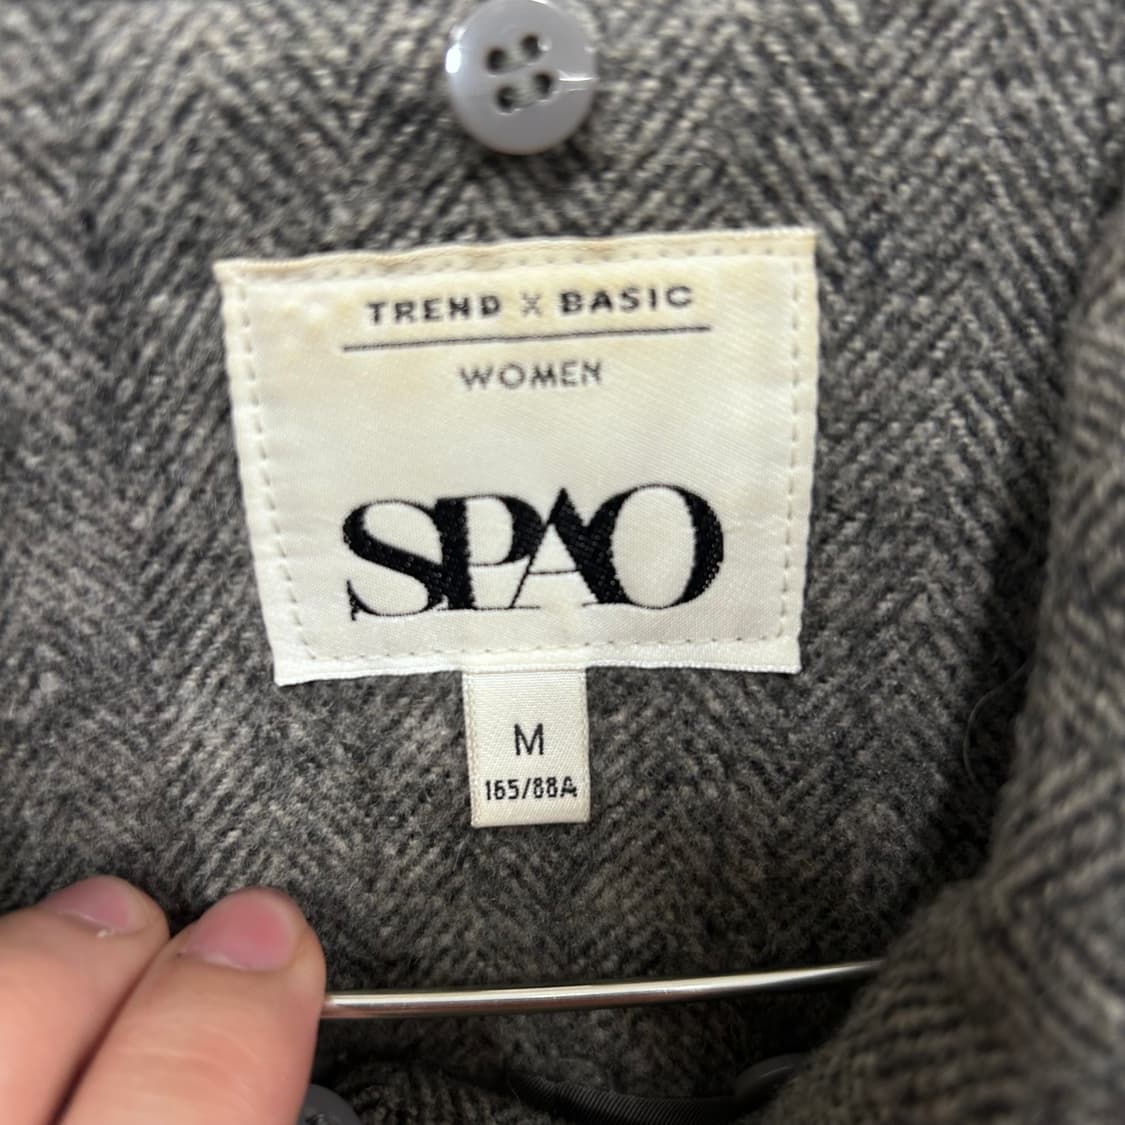 TREND X BASIC
WOMEN
SPAO
M
165/88A